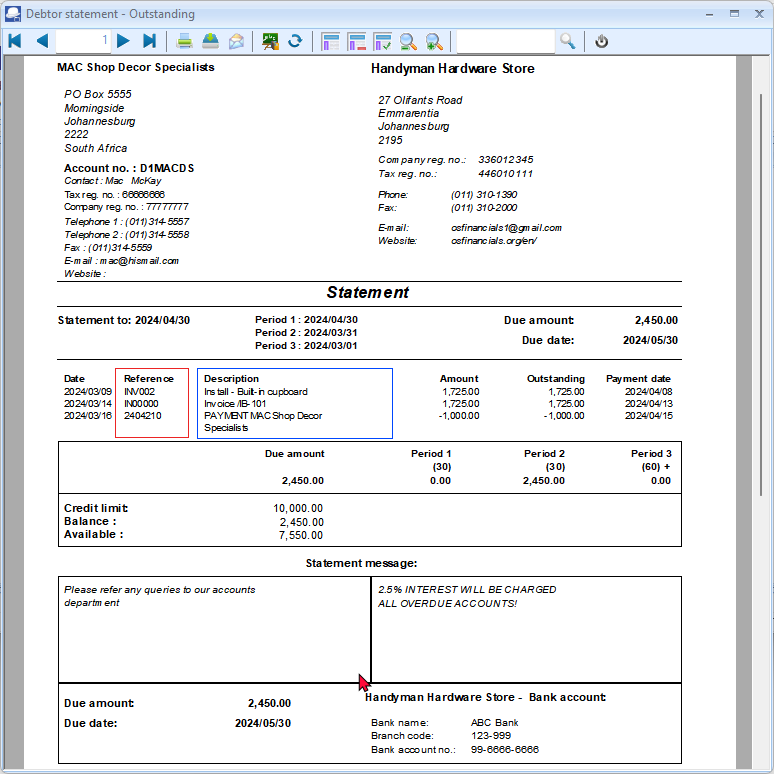 Debtor statement - Outstanding
1
MAC Shop Decor Specialists
PO Box 5555
Morningside
Johannesburg
2222
South Africa
Account no. : D1MACDS
Contact : Mac McKay
Tax reg. no. : 66666666
Company reg. no. : 77777777
Telephone 1 : (011)314-5557
Telephone 2 : (011)314-5558
Fax : (011)314-5559
E-mail : mac@hismail.com
Website :
Handyman Hardware Store
27 Olifants Road
Emmarentia
Johannesburg
2195
Company reg. no.: 336012345
Tax reg. no.: 446010111
Phone: (011) 310-1390
Fax: (011) 310-2000
E-mail: osfinancials1@gmail.com
Website: osfinancials.org/en/
Statement
Statement to: 2024/04/30 Period 1 : 2024/04/30 Due amount: 2,450.00
Period 2 : 2024/03/31
Period 3 : 2024/03/01 Due date: 2024/05/30
Date Reference Description Amount Outstanding Payment date
2024/03/09 INV002 Install - Built-in cupboard 1,725.00 1,725.00 2024/04/08
2024/03/14 IN00000 Invoice /IB-101 1,725.00 1,725.00 2024/04/13
2024/03/16 2404210 PAYMENT MAC Shop Decor -1,000.00 -1,000.00 2024/04/15
Specialists
Due amount Period 1 Period 2 Period 3
(30) (30) (60) +
2,450.00 0.00 2,450.00 0.00
Credit limit: 10,000.00
Balance : 2,450.00
Available : 7,550.00
Statement message:
Please refer any queries to our accounts
department
2.5% INTEREST WILL BE CHARGED
ALL OVERDUE ACCOUNTS!
Due amount: 2,450.00
Due date: 2024/05/30
Handyman Hardware Store - Bank account:
Bank name: ABC Bank
Branch code: 123-999
Bank account no.: 99-6666-6666